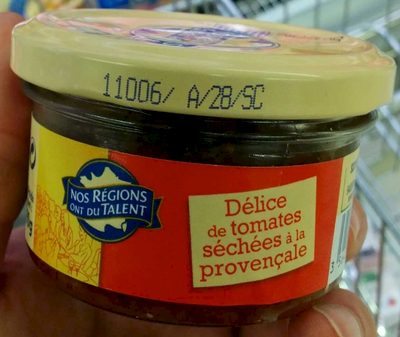 11006/ A/28/SC
NOS RÉGIONS
ONT DU TALENT
Délice
de tomates
séchées à la
provençale